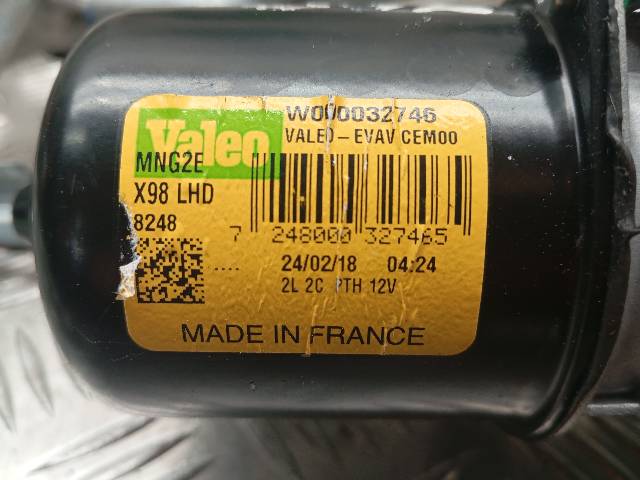 Valeo
W000032746
VALEO-EVAV CEM00
MNG2E
X98 LHD
8248
7 248000 327465
24/02/18 04:24
2L 2C PTH 12V
MADE IN FRANCE